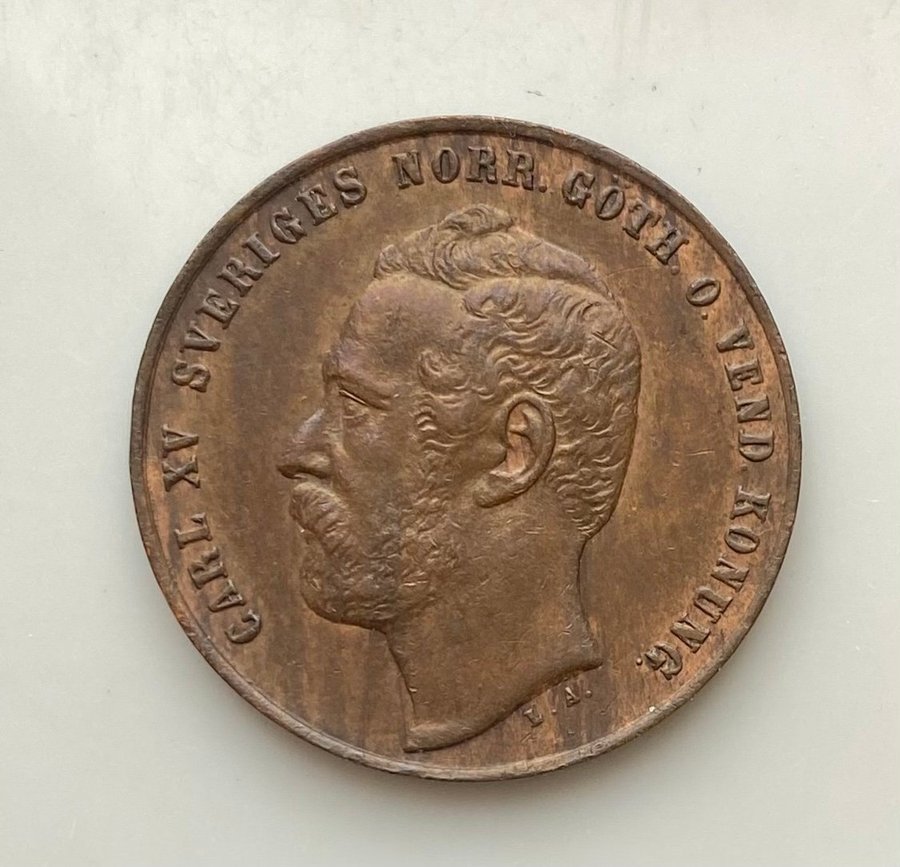 CARL XV SVERIGES NORR. GÖTH. O. VEND. KONUNG.
L.A.